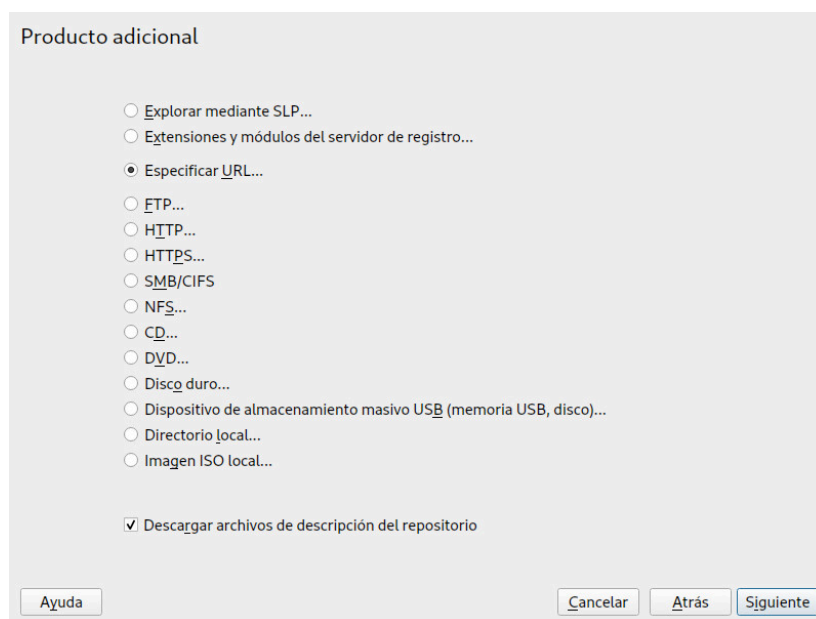 Producto adicional
Explorar mediante SLP...
Extensiones y módulos del servidor de registro...
Especificar URL...
FTP...
HTTP...
HTTPS...
SMB/CIFS
NFS...
CD...
DVD...
Disco duro...
Dispositivo de almacenamiento masivo USB (memoria USB, disco)...
Directorio local...
Imagen ISO local...
Descargar archivos de descripción del repositorio
Ayuda Cancelar Atrás Siguiente